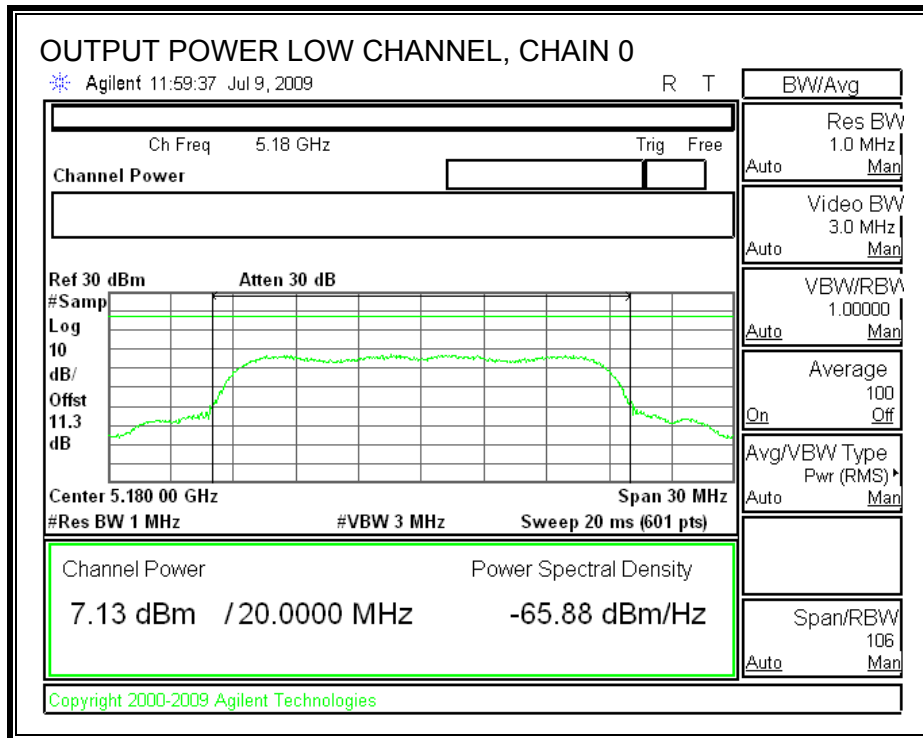 OUTPUT POWER LOW CHANNEL, CHAIN 0
Agilent 11:59:37 Jul 9, 2009 R T
Ch Freq 5.18 GHz Trig Free
Channel Power
Ref 30 dBm Atten 30 dB
#Samp
Log
10
dB/
Offst
11.3
dB
Center 5.180 00 GHz Span 30 MHz
#Res BW 1 MHz #VBW 3 MHz Sweep 20 ms (601 pts)
Channel Power Power Spectral Density
7.13 dBm /20.0000 MHz -65.88 dBm/Hz
Copyright 2000-2009 Agilent Technologies
BW/Avg
Res BW
1.0 MHz
Auto Man
Video BW
3.0 MHz
Auto Man
VBW/RBW
1.00000
Auto Man
Average
100
On Off
Avg/VBW Type
Pwr (RMS)
Auto Man
Span/RBW
106
Auto Man